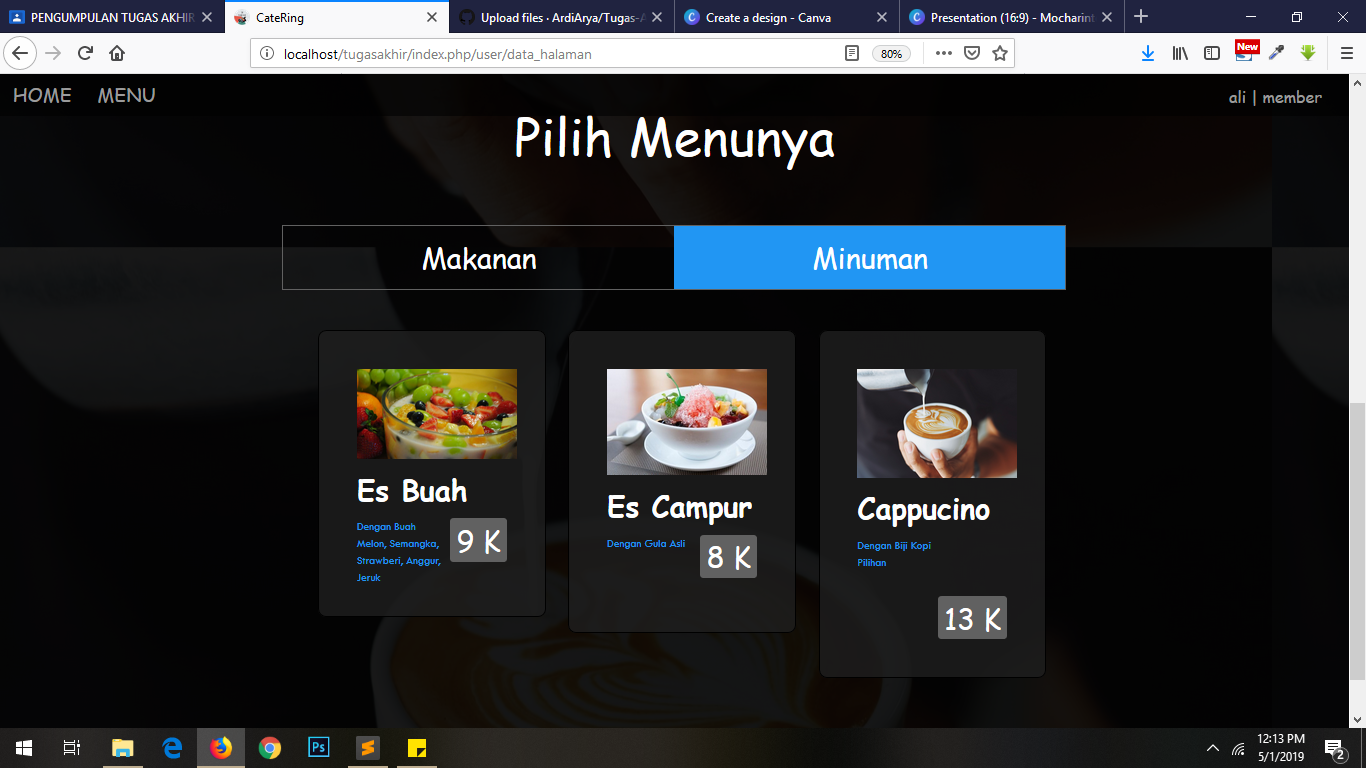 PENGUMPULAN TUGAS AKHIR
CateRing
Upload files · ArdiArya/Tugas-A
Create a design - Canva
Presentation (16:9) - Mocharint
localhost/tugasakhir/index.php/user/data_halaman
80%
New
HOME MENU
ali | member
Pilih Menunya
Makanan
Minuman
Es Buah
Dengan Buah
Melon, Semangka,
Strawberi, Anggur,
Jeruk
9 K
Es Campur
Dengan Gula Asli
8 K
Cappucino
Dengan Biji Kopi
Pilihan
13 K
Ps
12:13 PM
5/1/2019
2